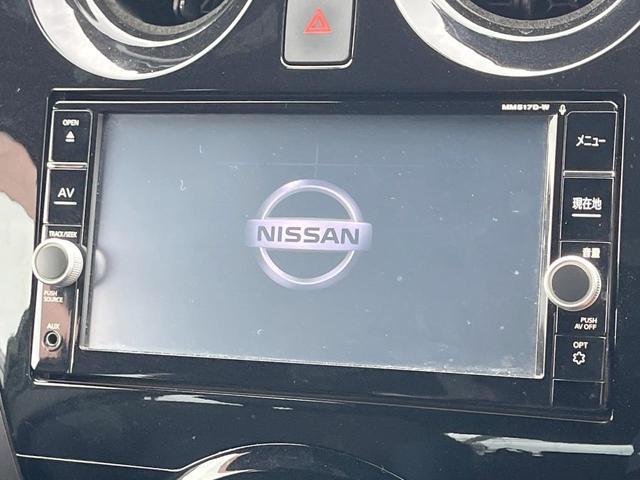 MM517D-W
OPEN
AV
TRACK/SEEK
PUSH
SOURCE
AUX
NISSAN
メニュー
現在地
音量
PUSH
AV OFF
OPT